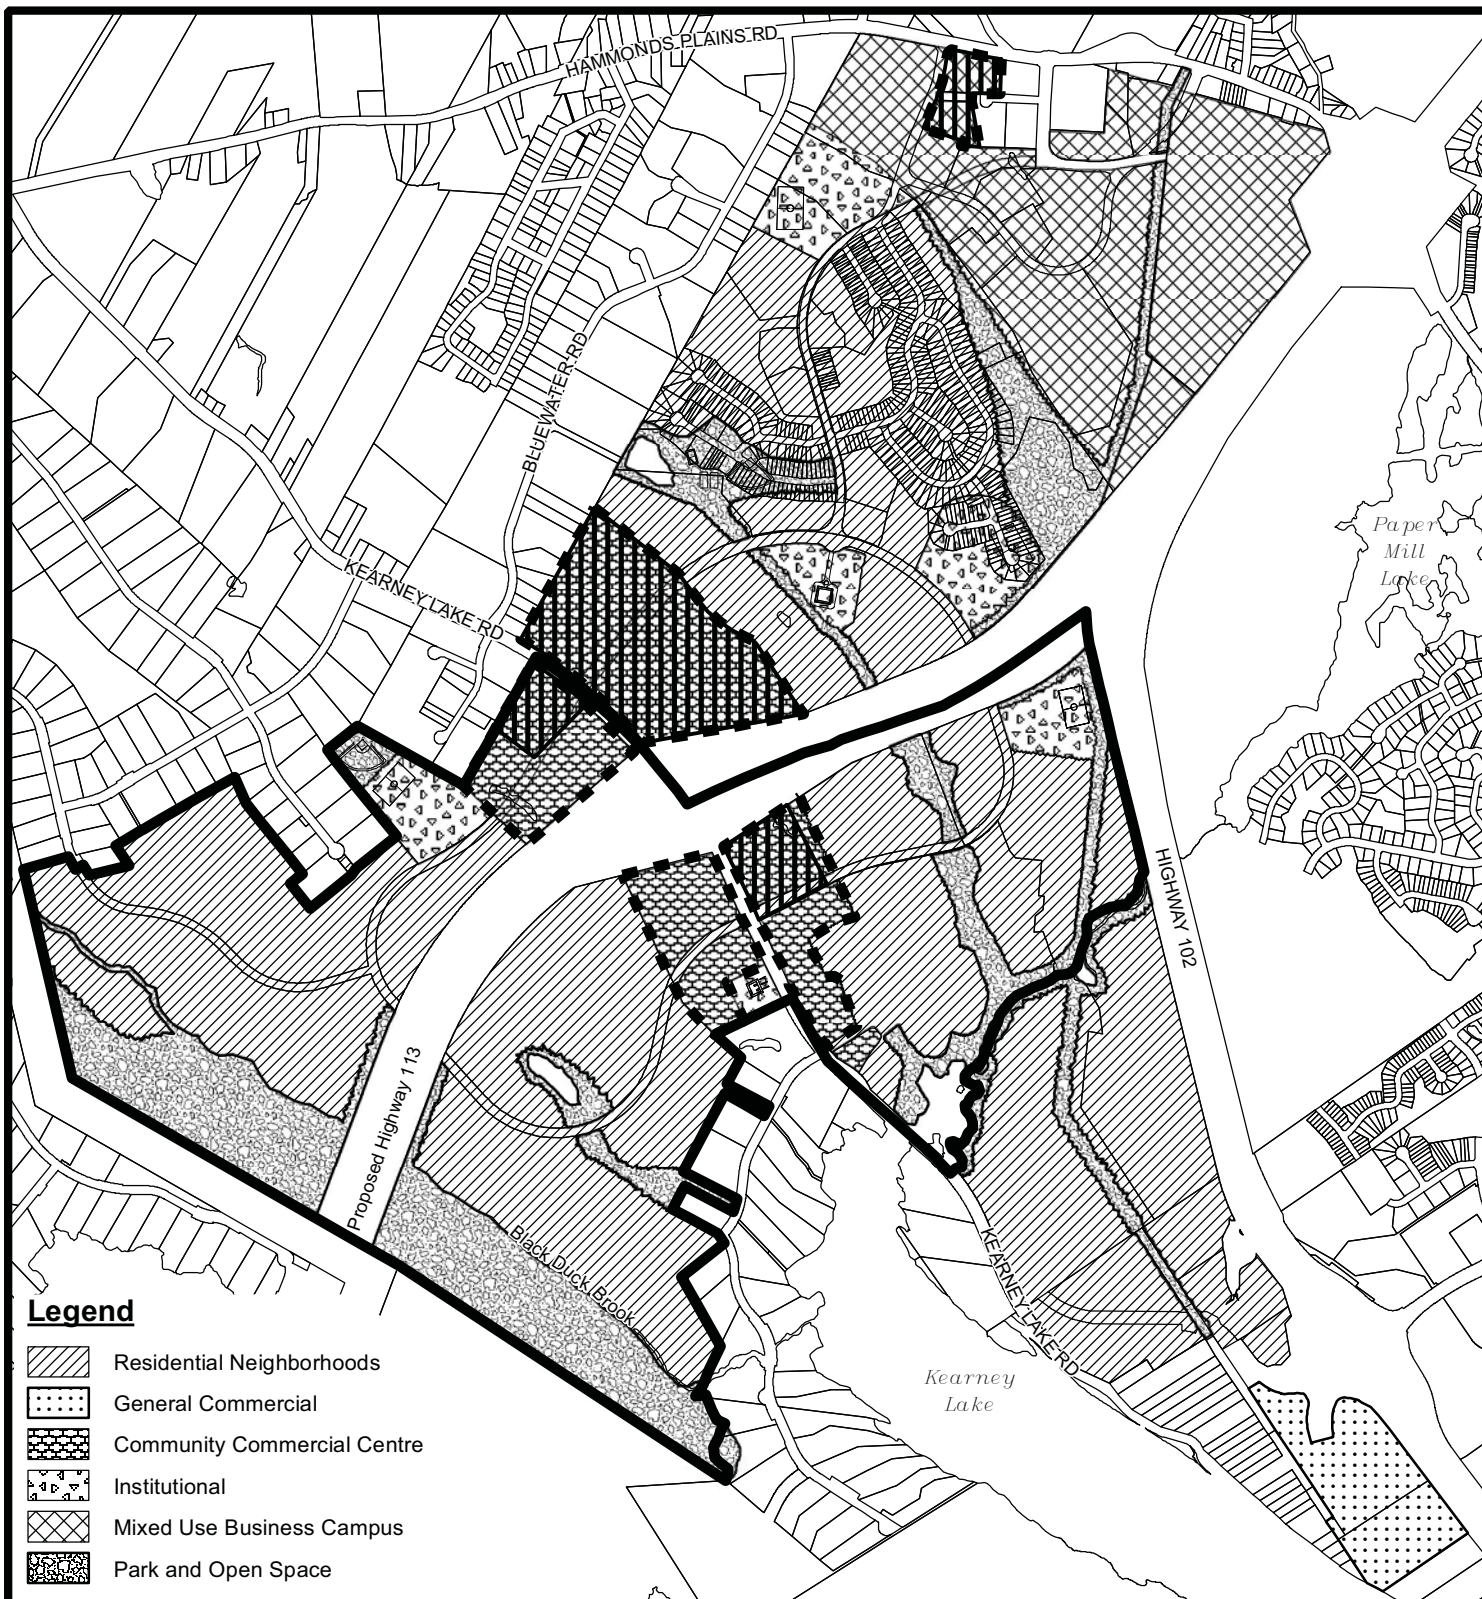 HAMMONDS PLAINS RD
BLUEWATER RD
KEARNEY LAKE RD
Paper
Mill
Lake
HIGHWAY 102
Proposed Highway 113
Black Duck Brook
KEARNEY LAKE RD
Kearney
Lake
Legend
Residential Neighborhoods
General Commercial
Community Commercial Centre
Institutional
Mixed Use Business Campus
Park and Open Space